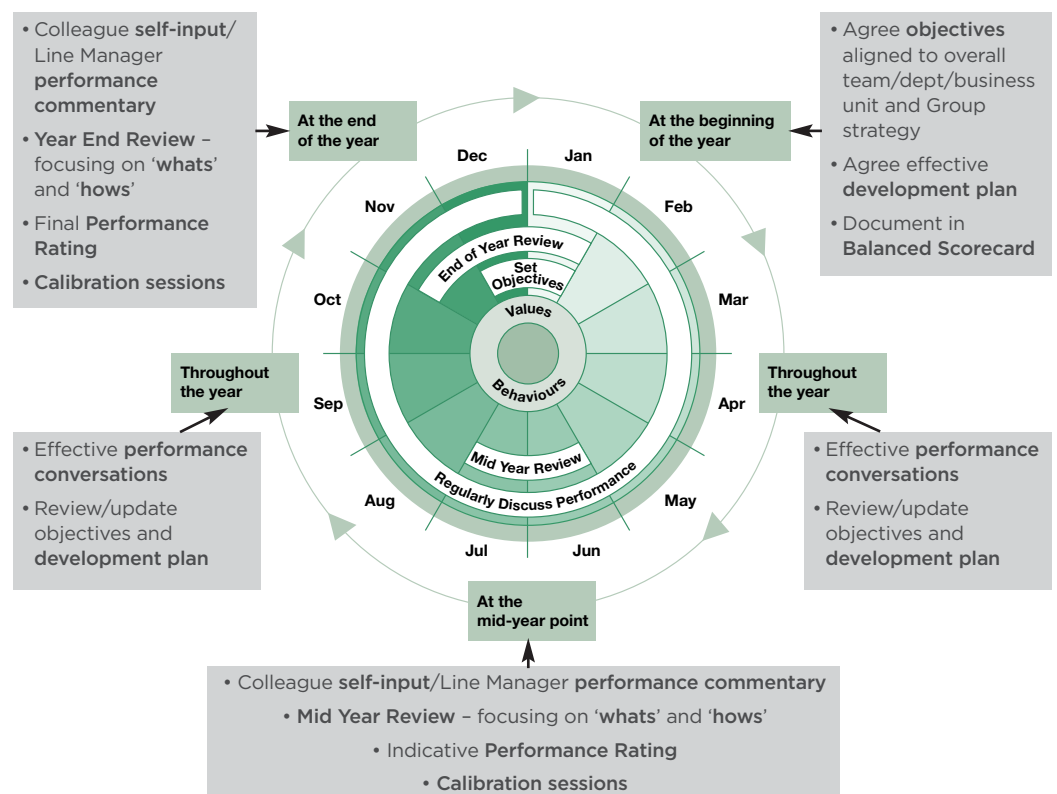 • Colleague self-input/
Line Manager
performance
commentary
• Year End Review –
focusing on ‘whats’
and ‘hows’
• Final Performance
Rating
• Calibration sessions
At the end
of the year
At the beginning
of the year
• Agree objectives
aligned to overall
team/dept/business
unit and Group
strategy
• Agree effective
development plan
• Document in
Balanced Scorecard
Dec
Jan
Nov
Feb
Oct
Mar
Sep
Apr
Aug
May
Jul
Jun
End of Year Review
Set
Objectives
Values
Behaviours
Mid Year Review
Regularly Discuss Performance
Throughout
the year
• Effective performance
conversations
• Review/update
objectives and
development plan
Throughout
the year
• Effective performance
conversations
• Review/update
objectives and
development plan
At the
mid-year point
• Colleague self-input/Line Manager performance commentary
• Mid Year Review – focusing on ‘whats’ and ‘hows’
• Indicative Performance Rating
• Calibration sessions